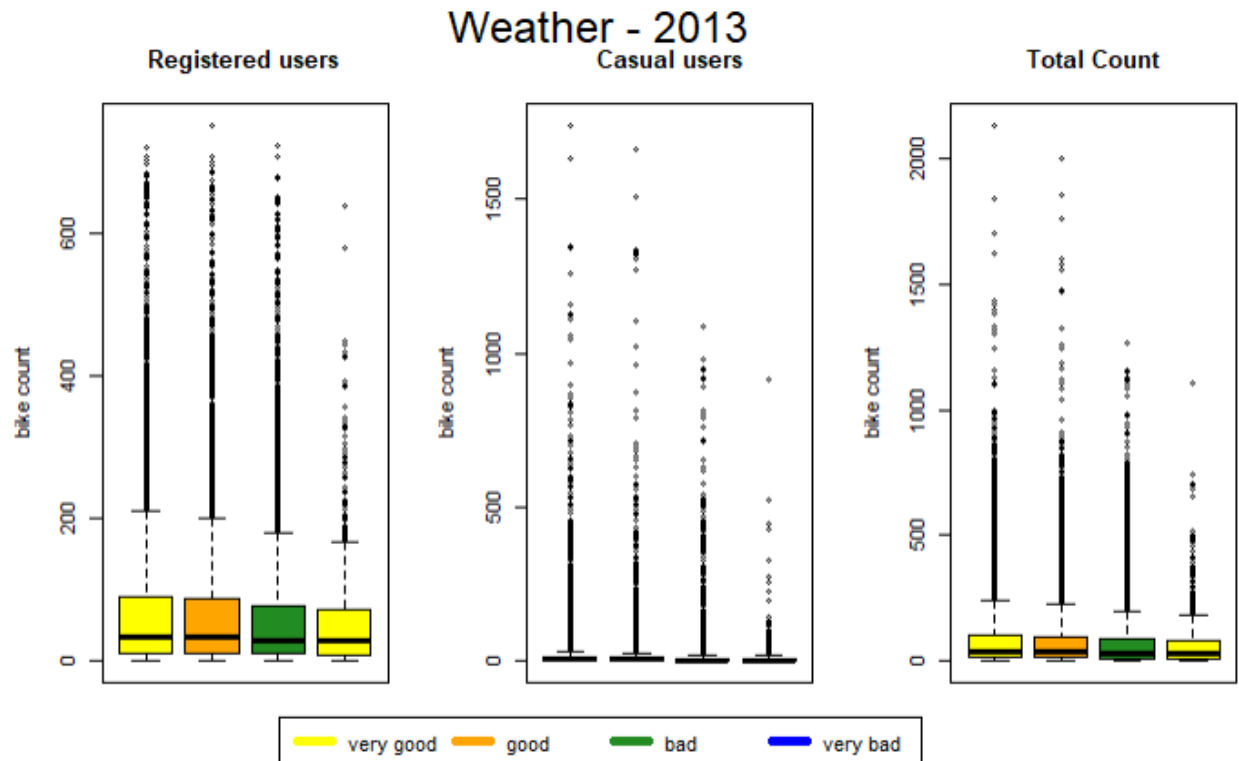 Weather - 2013
Registered users
bike count
0
200
400
600
Casual users
bike count
0
500
1000
1500
Total Count
bike count
0
500
1000
1500
2000
very good good bad very bad